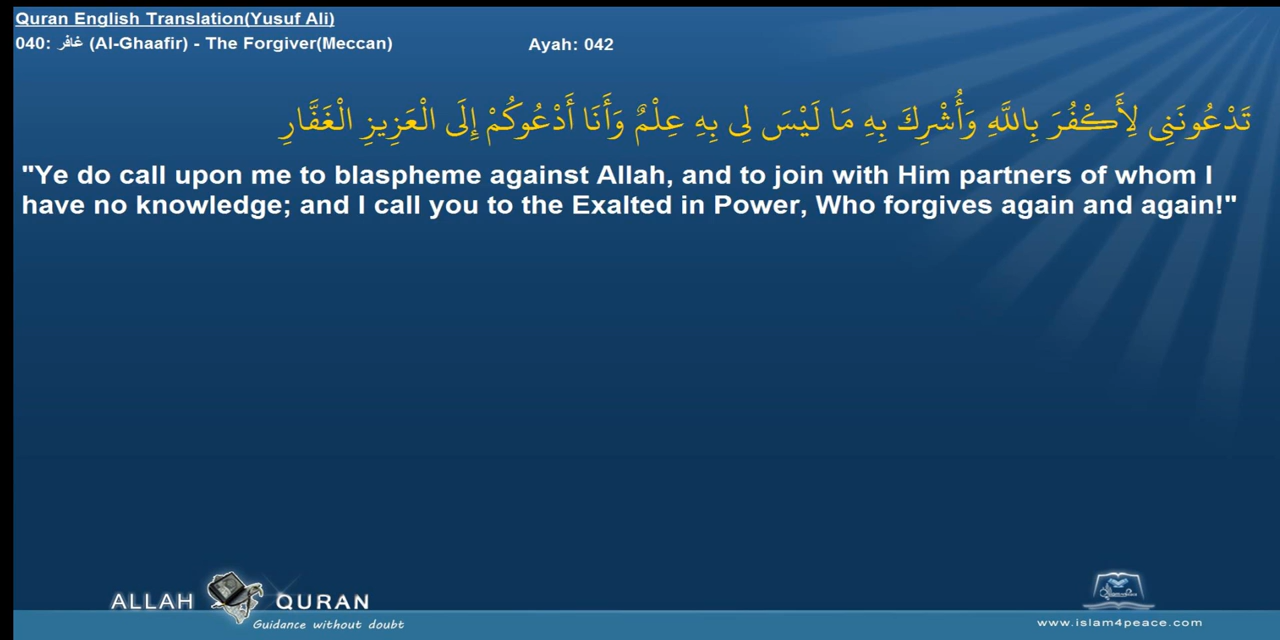 Quran English Translation(Yusuf Ali)
040: غافر (Al-Ghaafir) - The Forgiver(Meccan) Ayah: 042
تَدْعُونَنِي لِأَكْفُرَ بِاللَّهِ وَأُشْرِكَ بِهِ مَا لَيْسَ لِي بِهِ عِلْمٌ وَأَنَا أَدْعُوكُمْ إِلَى الْعَزِيزِ الْغَفَّارِ
"Ye do call upon me to blaspheme against Allah, and to join with Him partners of whom I
have no knowledge; and I call you to the Exalted in Power, Who forgives again and again!"
ALLAH QURAN
Guidance without doubt
www.islam4peace.com